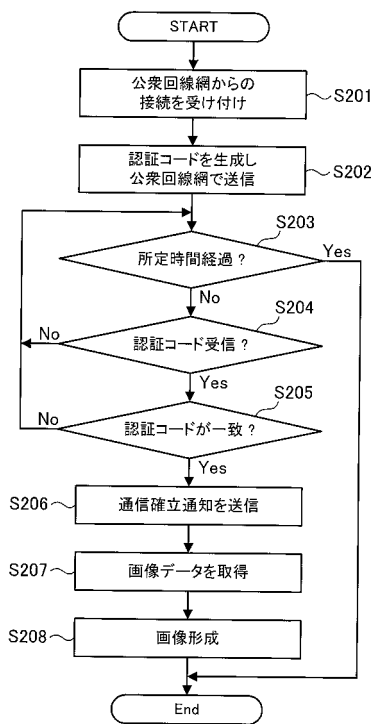 START
公衆回線網からの
接続を受け付け
S201
認証コードを生成し
公衆回線網で送信
S202
S203
所定時間経過?
Yes
No
S204
No
認証コード受信?
Yes
S205
No
認証コードが一致?
Yes
S206
通信確立通知を送信
S207
画像データを取得
S208
画像形成
End